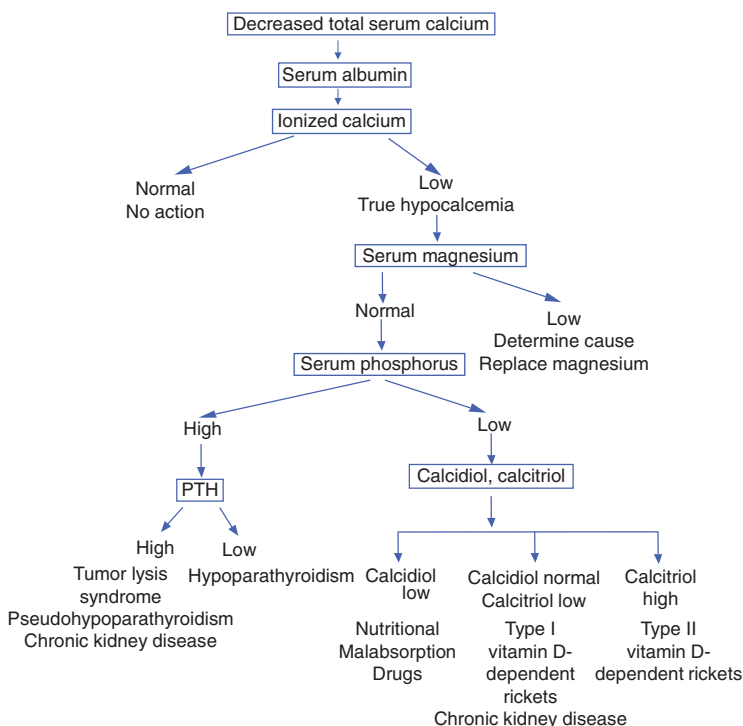 Decreased total serum calcium
Serum albumin
Ionized calcium
Normal
No action
Low
True hypocalcemia
Serum magnesium
Normal
Low
Determine cause
Replace magnesium
Serum phosphorus
High
Low
PTH
Calcidiol, calcitriol
High
Tumor lysis
syndrome
Pseudohypoparathyroidism
Chronic kidney disease
Low
Hypoparathyroidism
Calcidiol
low
Nutritional
Malabsorption
Drugs
Calcidiol normal
Calcitriol low
Type I
vitamin D-
dependent
rickets
Chronic kidney disease
Calcitriol
high
Type II
vitamin D-
dependent rickets